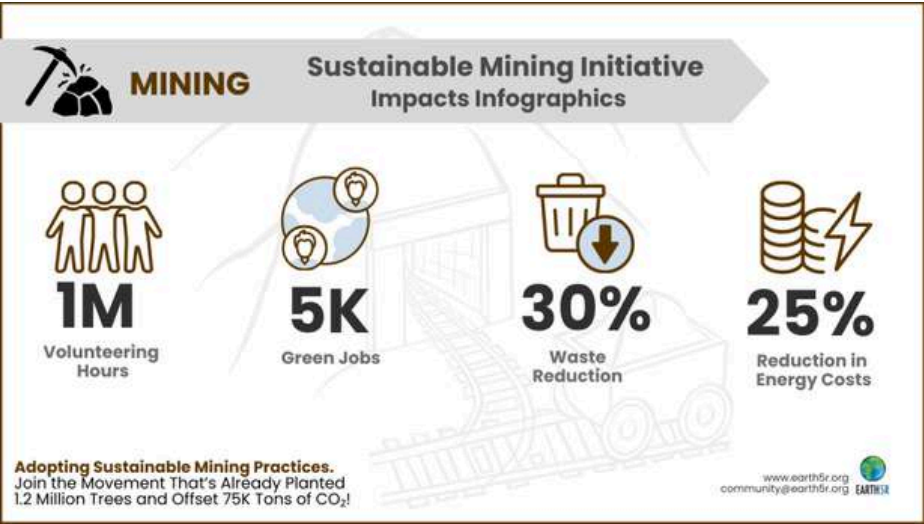 MINING
Sustainable Mining Initiative
Impacts Infographics
1M
Volunteering
Hours
5K
Green Jobs
30%
Waste
Reduction
25%
Reduction in
Energy Costs
Adopting Sustainable Mining Practices.
Join the Movement That's Already Planted
1.2 Million Trees and Offset 75K Tons of CO₂!
www.earth5r.org
community@earth5r.org
EARTH5R